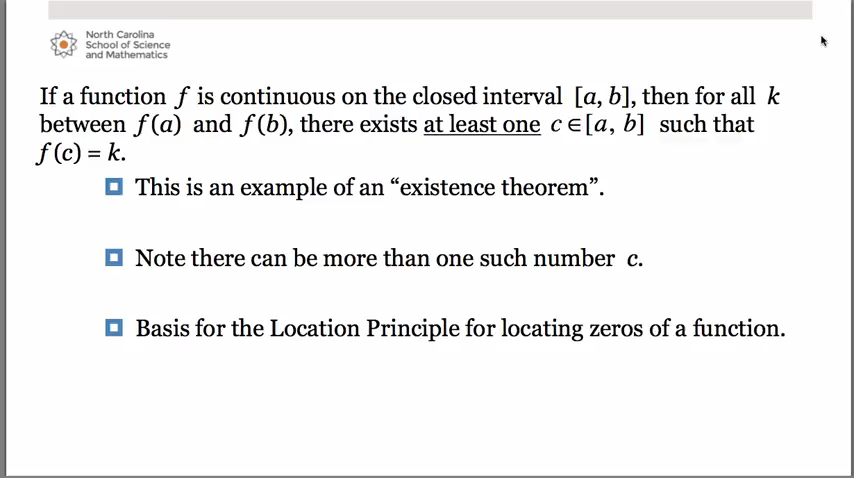 North Carolina
School of Science
and Mathematics
If a function f is continuous on the closed interval [a, b], then for all k
between f(a) and f(b), there exists at least one c∈[a, b] such that
f(c) = k.
This is an example of an “existence theorem”.
Note there can be more than one such number c.
Basis for the Location Principle for locating zeros of a function.